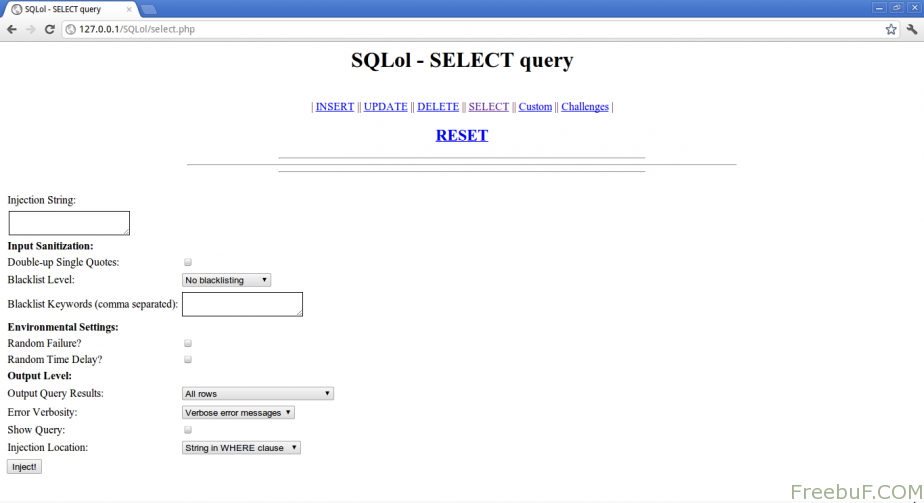 SQLol - SELECT query
127.0.0.1/SQLol/select.php
SQLol - SELECT query
| INSERT || UPDATE || DELETE || SELECT || Custom || Challenges |
RESET
Injection String:
Input Sanitization:
Double-up Single Quotes:
Blacklist Level: No blacklisting
Blacklist Keywords (comma separated):
Environmental Settings:
Random Failure?
Random Time Delay?
Output Level:
Output Query Results: All rows
Error Verbosity: Verbose error messages
Show Query:
Injection Location: String in WHERE clause
Inject!
FreebuF.COM